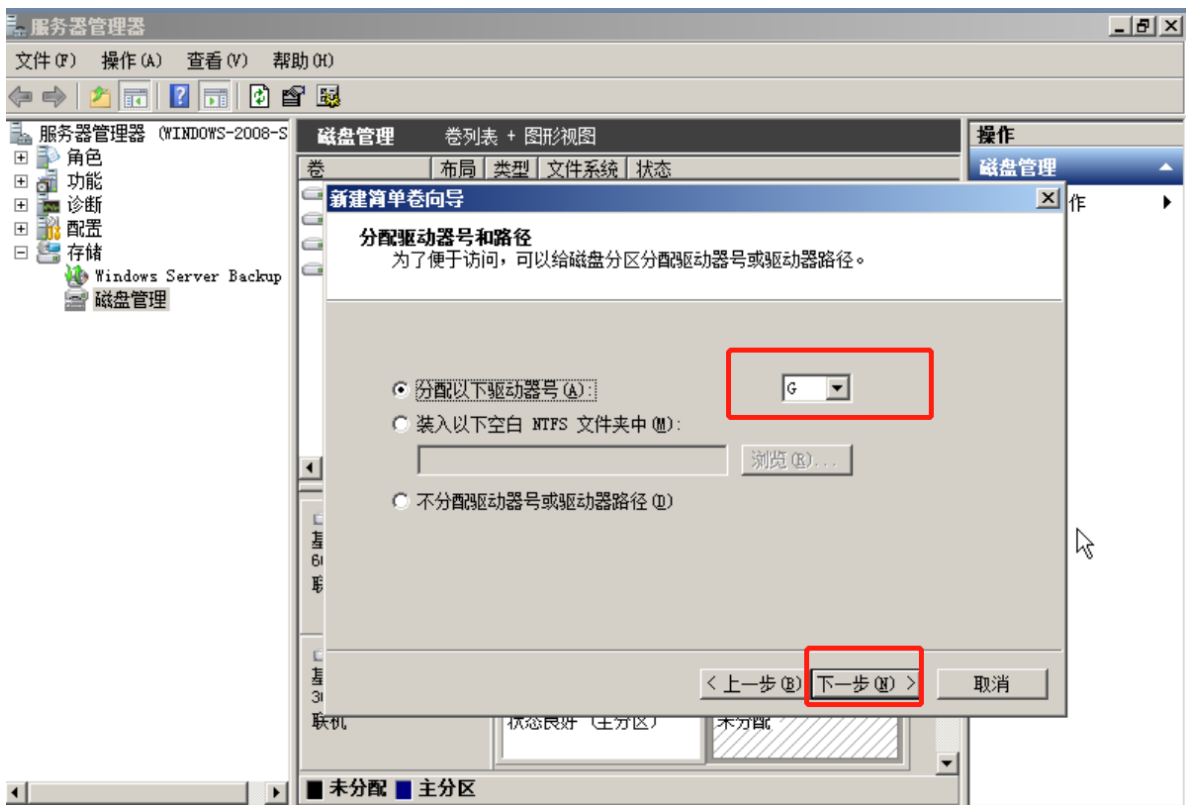 服务器管理器
文件(F) 操作(A) 查看(V) 帮助(H)
服务器管理器 (WINDOWS-2008-S
角色
功能
诊断
配置
存储
Windows Server Backup
磁盘管理
磁盘管理 卷列表 + 图形视图
卷 布局 类型 文件系统 状态
操作
磁盘管理
作
新建简单卷向导
分配驱动器号和路径
为了便于访问，可以给磁盘分区分配驱动器号或驱动器路径。
分配以下驱动器号(A): G
装入以下空白 NTFS 文件夹中(M):
浏览(R)...
不分配驱动器号或驱动器路径(D)
< 上一步(B) 下一步(N) > 取消
基
联机
状态良好 (主分区) 未分配
未分配 主分区